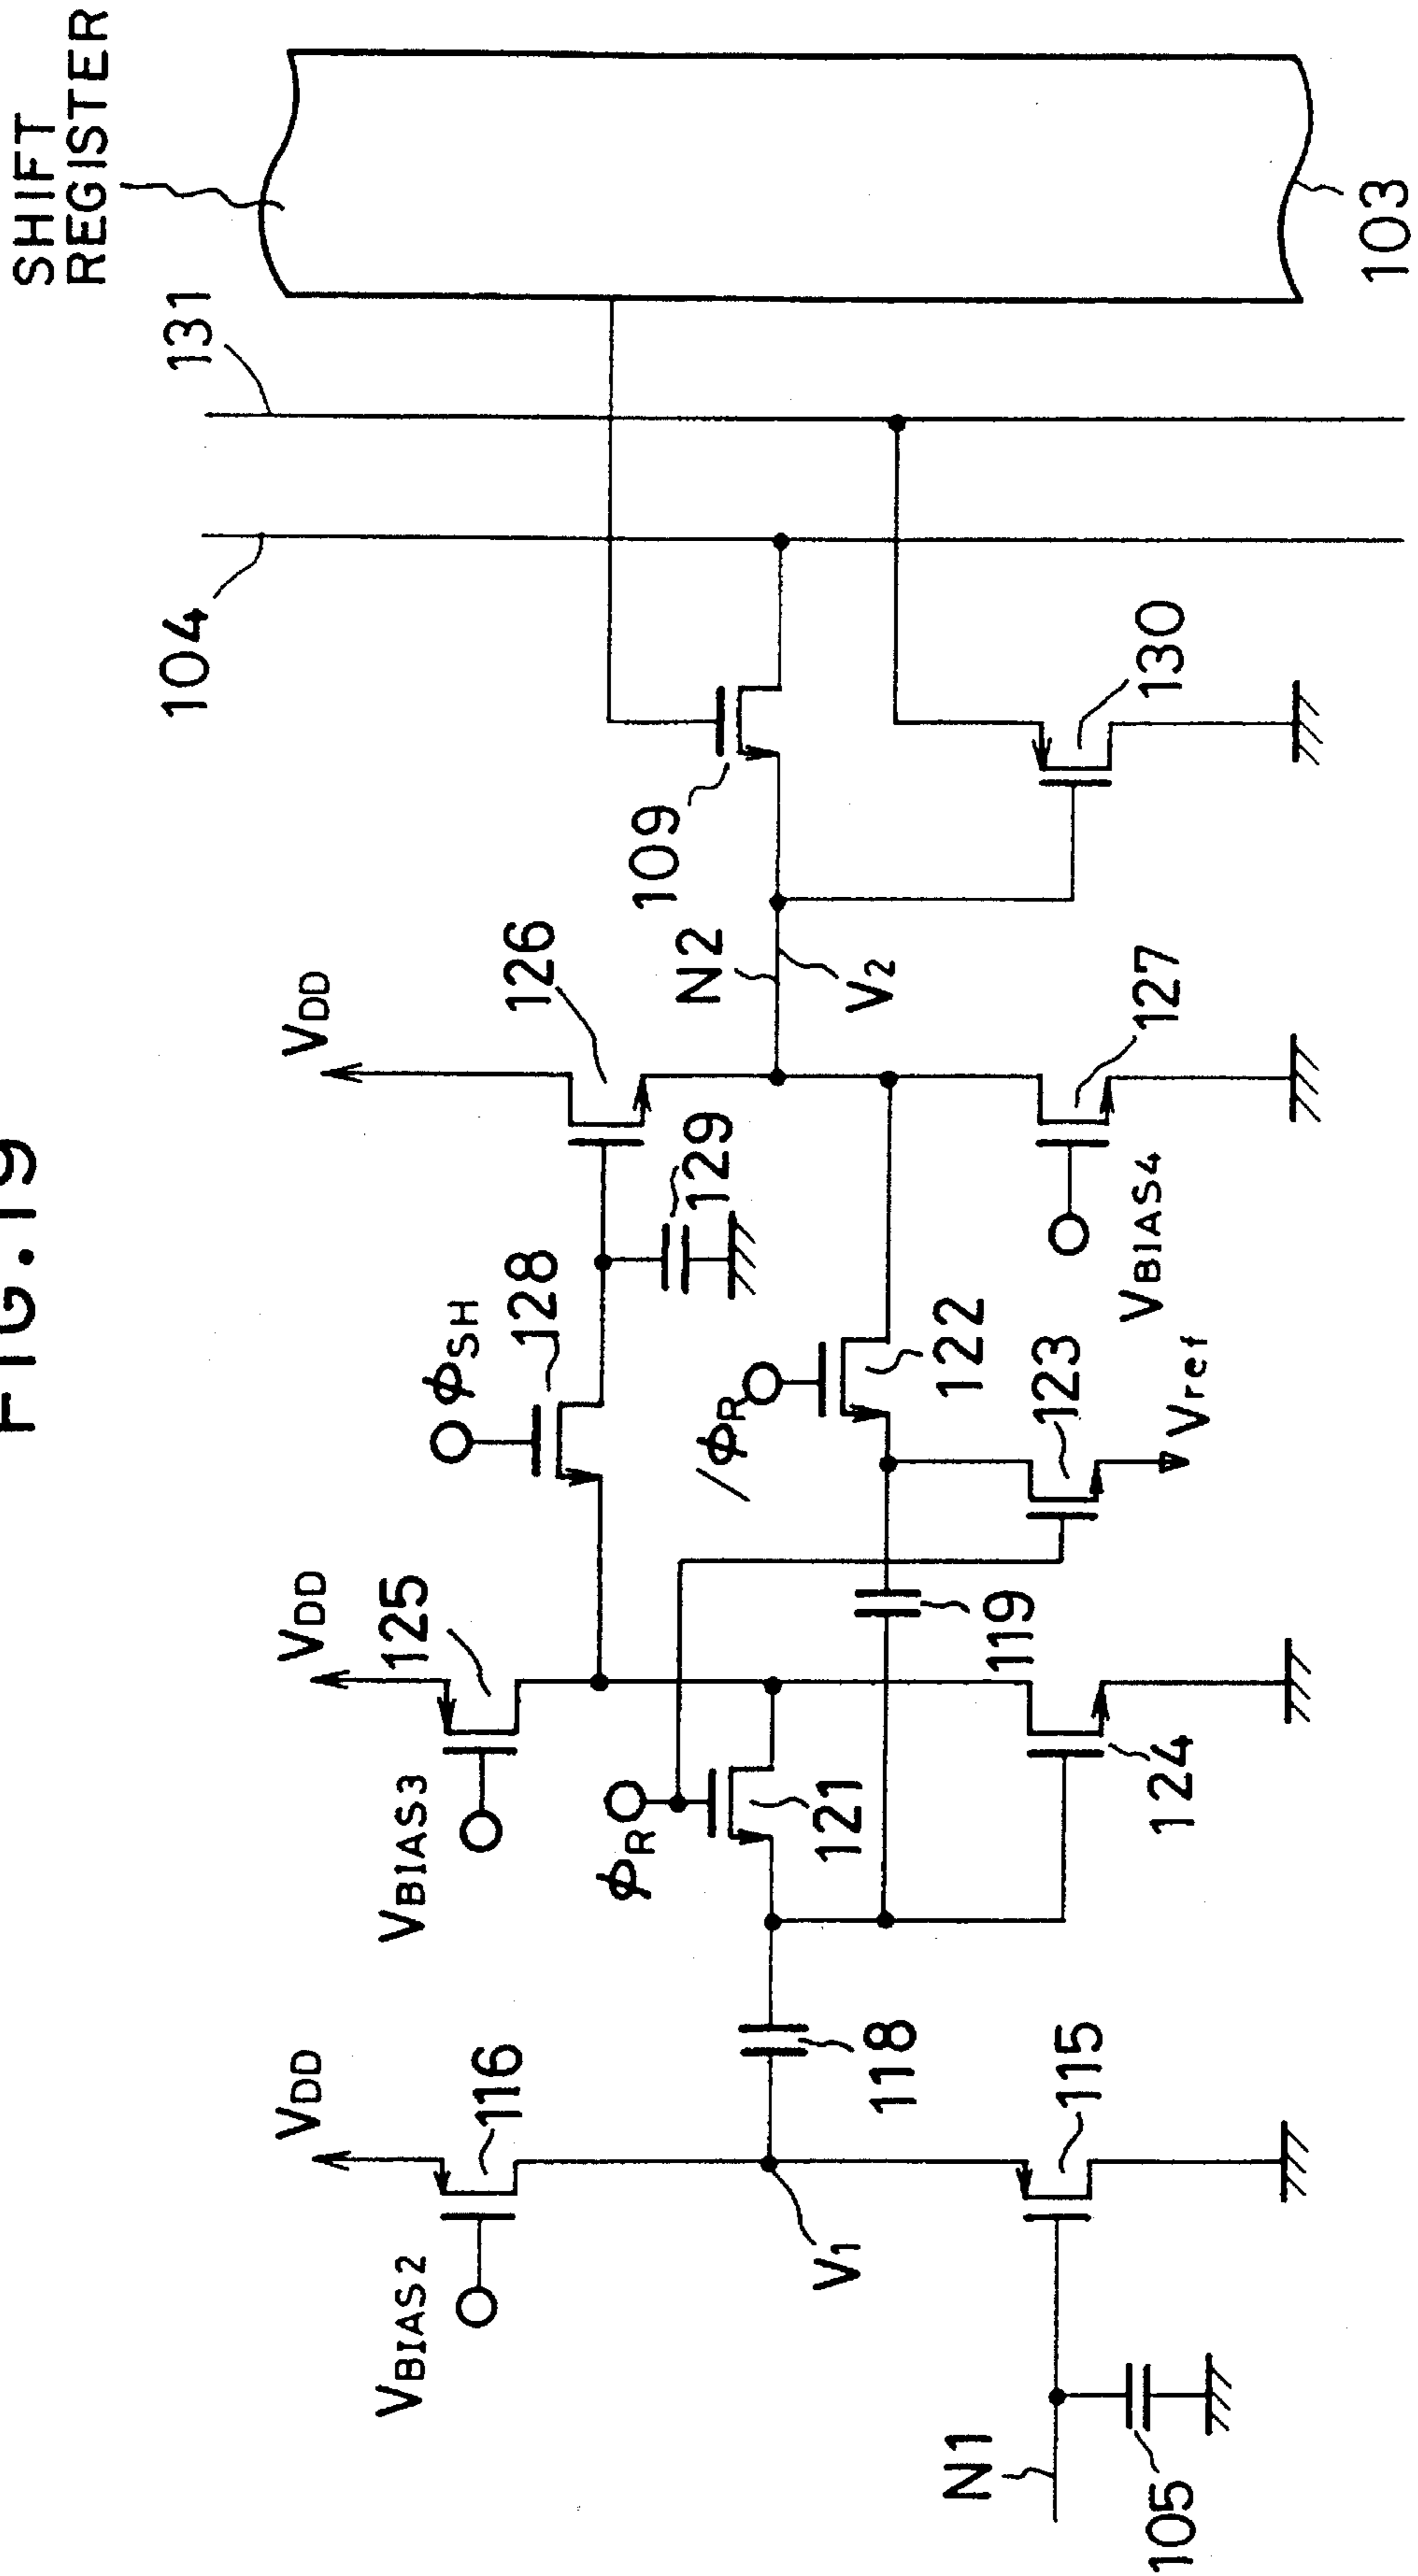 FIG.19
SHIFT
REGISTER
131
104
103
VDD
126
N2
V2
109
130
129
127
VBIAS4
VDD
125
VBIAS3
φSH
128
/φR
122
123
Vref
φR
121
119
124
VDD
116
VBIAS2
118
V1
115
N1
105